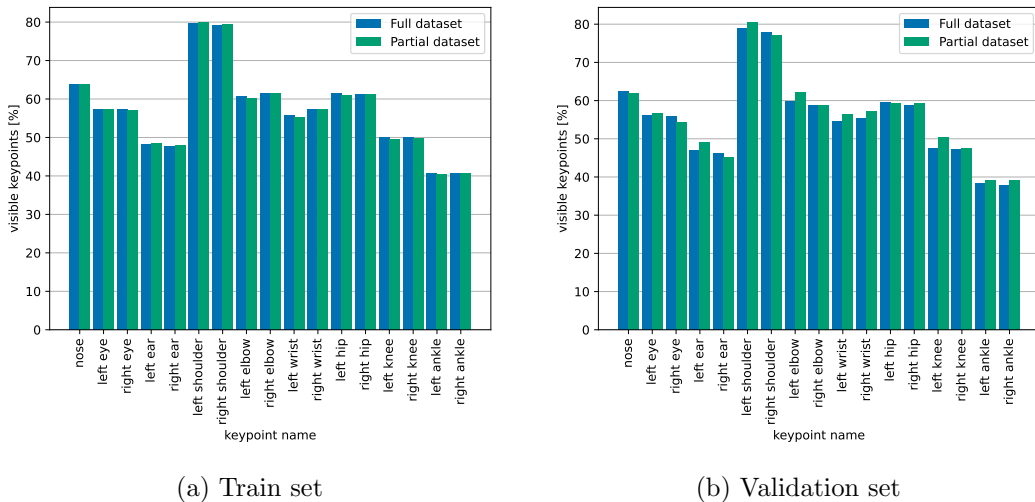 80
70
60
50
40
30
20
10
0
visible keypoints [%]
Full dataset
Partial dataset
nose
left eye
right eye
left ear
right ear
left shoulder
right shoulder
left elbow
right elbow
left wrist
right wrist
left hip
right hip
left knee
right knee
left ankle
right ankle
keypoint name
(a) Train set
80
70
60
50
40
30
20
10
0
visible keypoints [%]
Full dataset
Partial dataset
nose
left eye
right eye
left ear
right ear
left shoulder
right shoulder
left elbow
right elbow
left wrist
right wrist
left hip
right hip
left knee
right knee
left ankle
right ankle
keypoint name
(b) Validation set